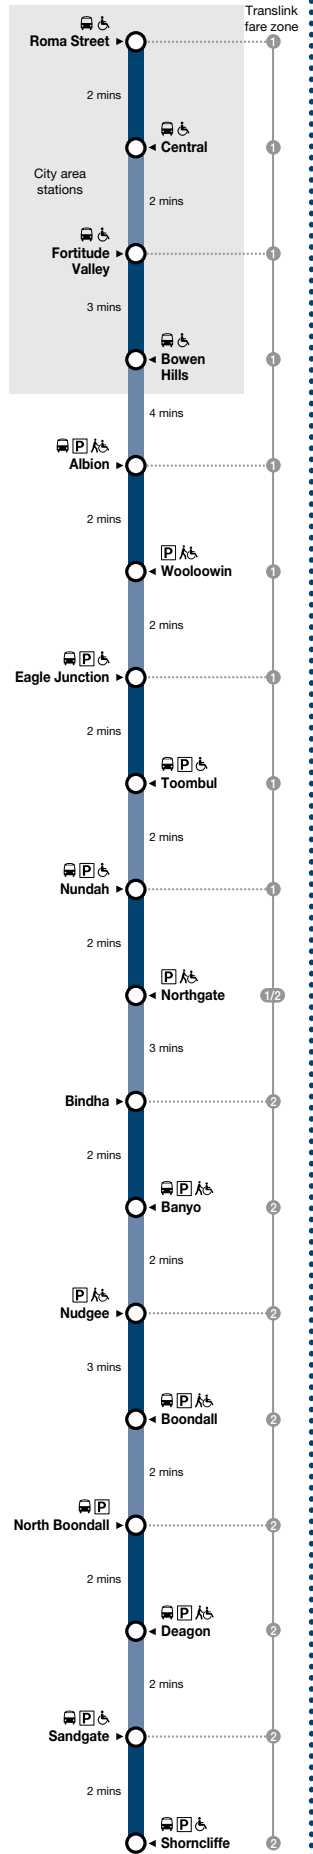 Translink
fare zone
Roma Street
1
2 mins
Central
1
City area
stations
2 mins
Fortitude
Valley
1
3 mins
Bowen
Hills
1
4 mins
P
Albion
1
2 mins
P
Wooloowin
1
2 mins
P
Eagle Junction
1
2 mins
P
Toombul
1
2 mins
P
Nundah
1
2 mins
P
Northgate
1/2
3 mins
Bindha
2
2 mins
P
Banyo
2
2 mins
P
Nudgee
2
3 mins
P
Boondall
2
2 mins
P
North Boondall
2
2 mins
P
Deagon
2
2 mins
P
Sandgate
2
2 mins
P
Shorncliffe
2